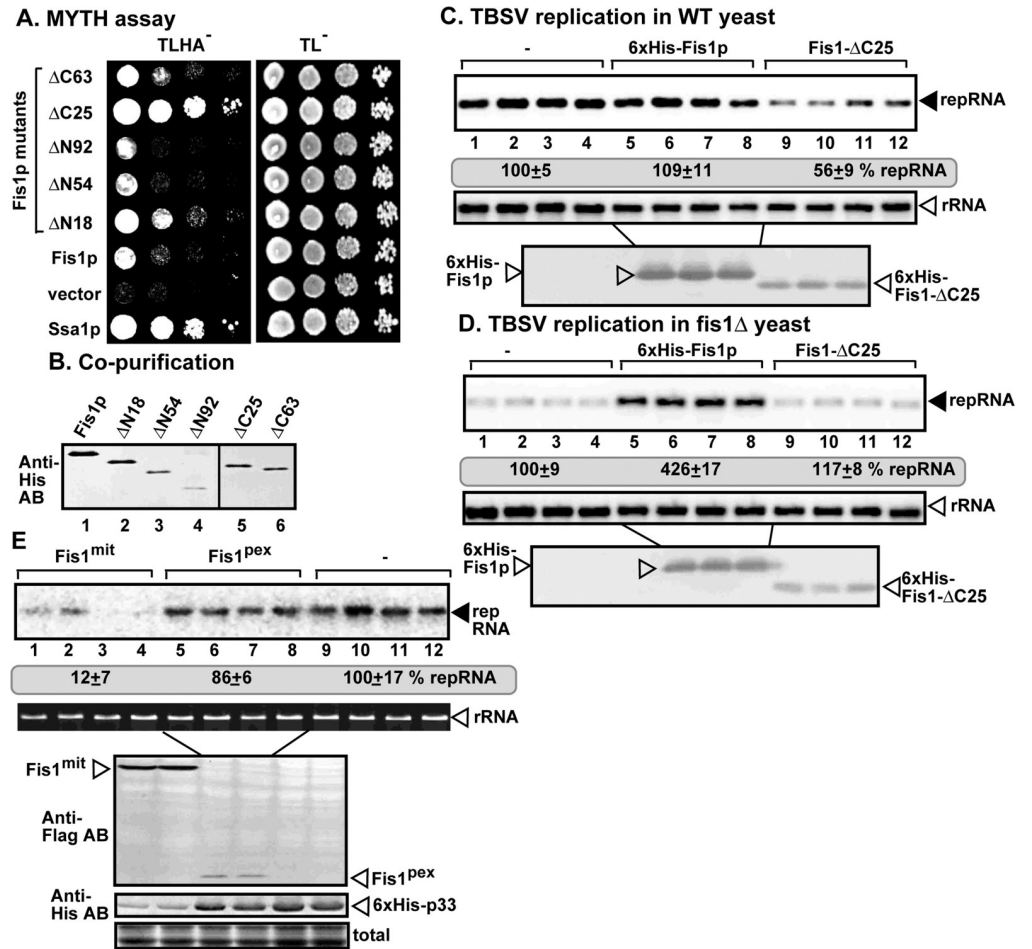 A. MYTH assay
TLHA-
TL-
Fis1p mutants
ΔC63
ΔC25
ΔN92
ΔN54
ΔN18
Fis1p
vector
Ssa1p
B. Co-purification
Fis1p ΔN18 ΔN54 ΔN92 ΔC25 ΔC63
Anti-
His
AB
1 2 3 4 5 6
C. TBSV replication in WT yeast
- 6xHis-Fis1p Fis1-ΔC25
repRNA
1 2 3 4 5 6 7 8 9 10 11 12
100±5 109±11 56±9 % repRNA
rRNA
6xHis-
Fis1p
6xHis-
Fis1-ΔC25
D. TBSV replication in fis1Δ yeast
- 6xHis-Fis1p Fis1-ΔC25
repRNA
1 2 3 4 5 6 7 8 9 10 11 12
100±9 426±17 117±8 % repRNA
rRNA
6xHis-
Fis1p
6xHis-
Fis1-ΔC25
E
Fis1mit Fis1pex -
rep
RNA
1 2 3 4 5 6 7 8 9 10 11 12
12±7 86±6 100±17 % repRNA
rRNA
Fis1mit
Anti-
Flag AB
Fis1pex
Anti-
His AB
6xHis-p33
total